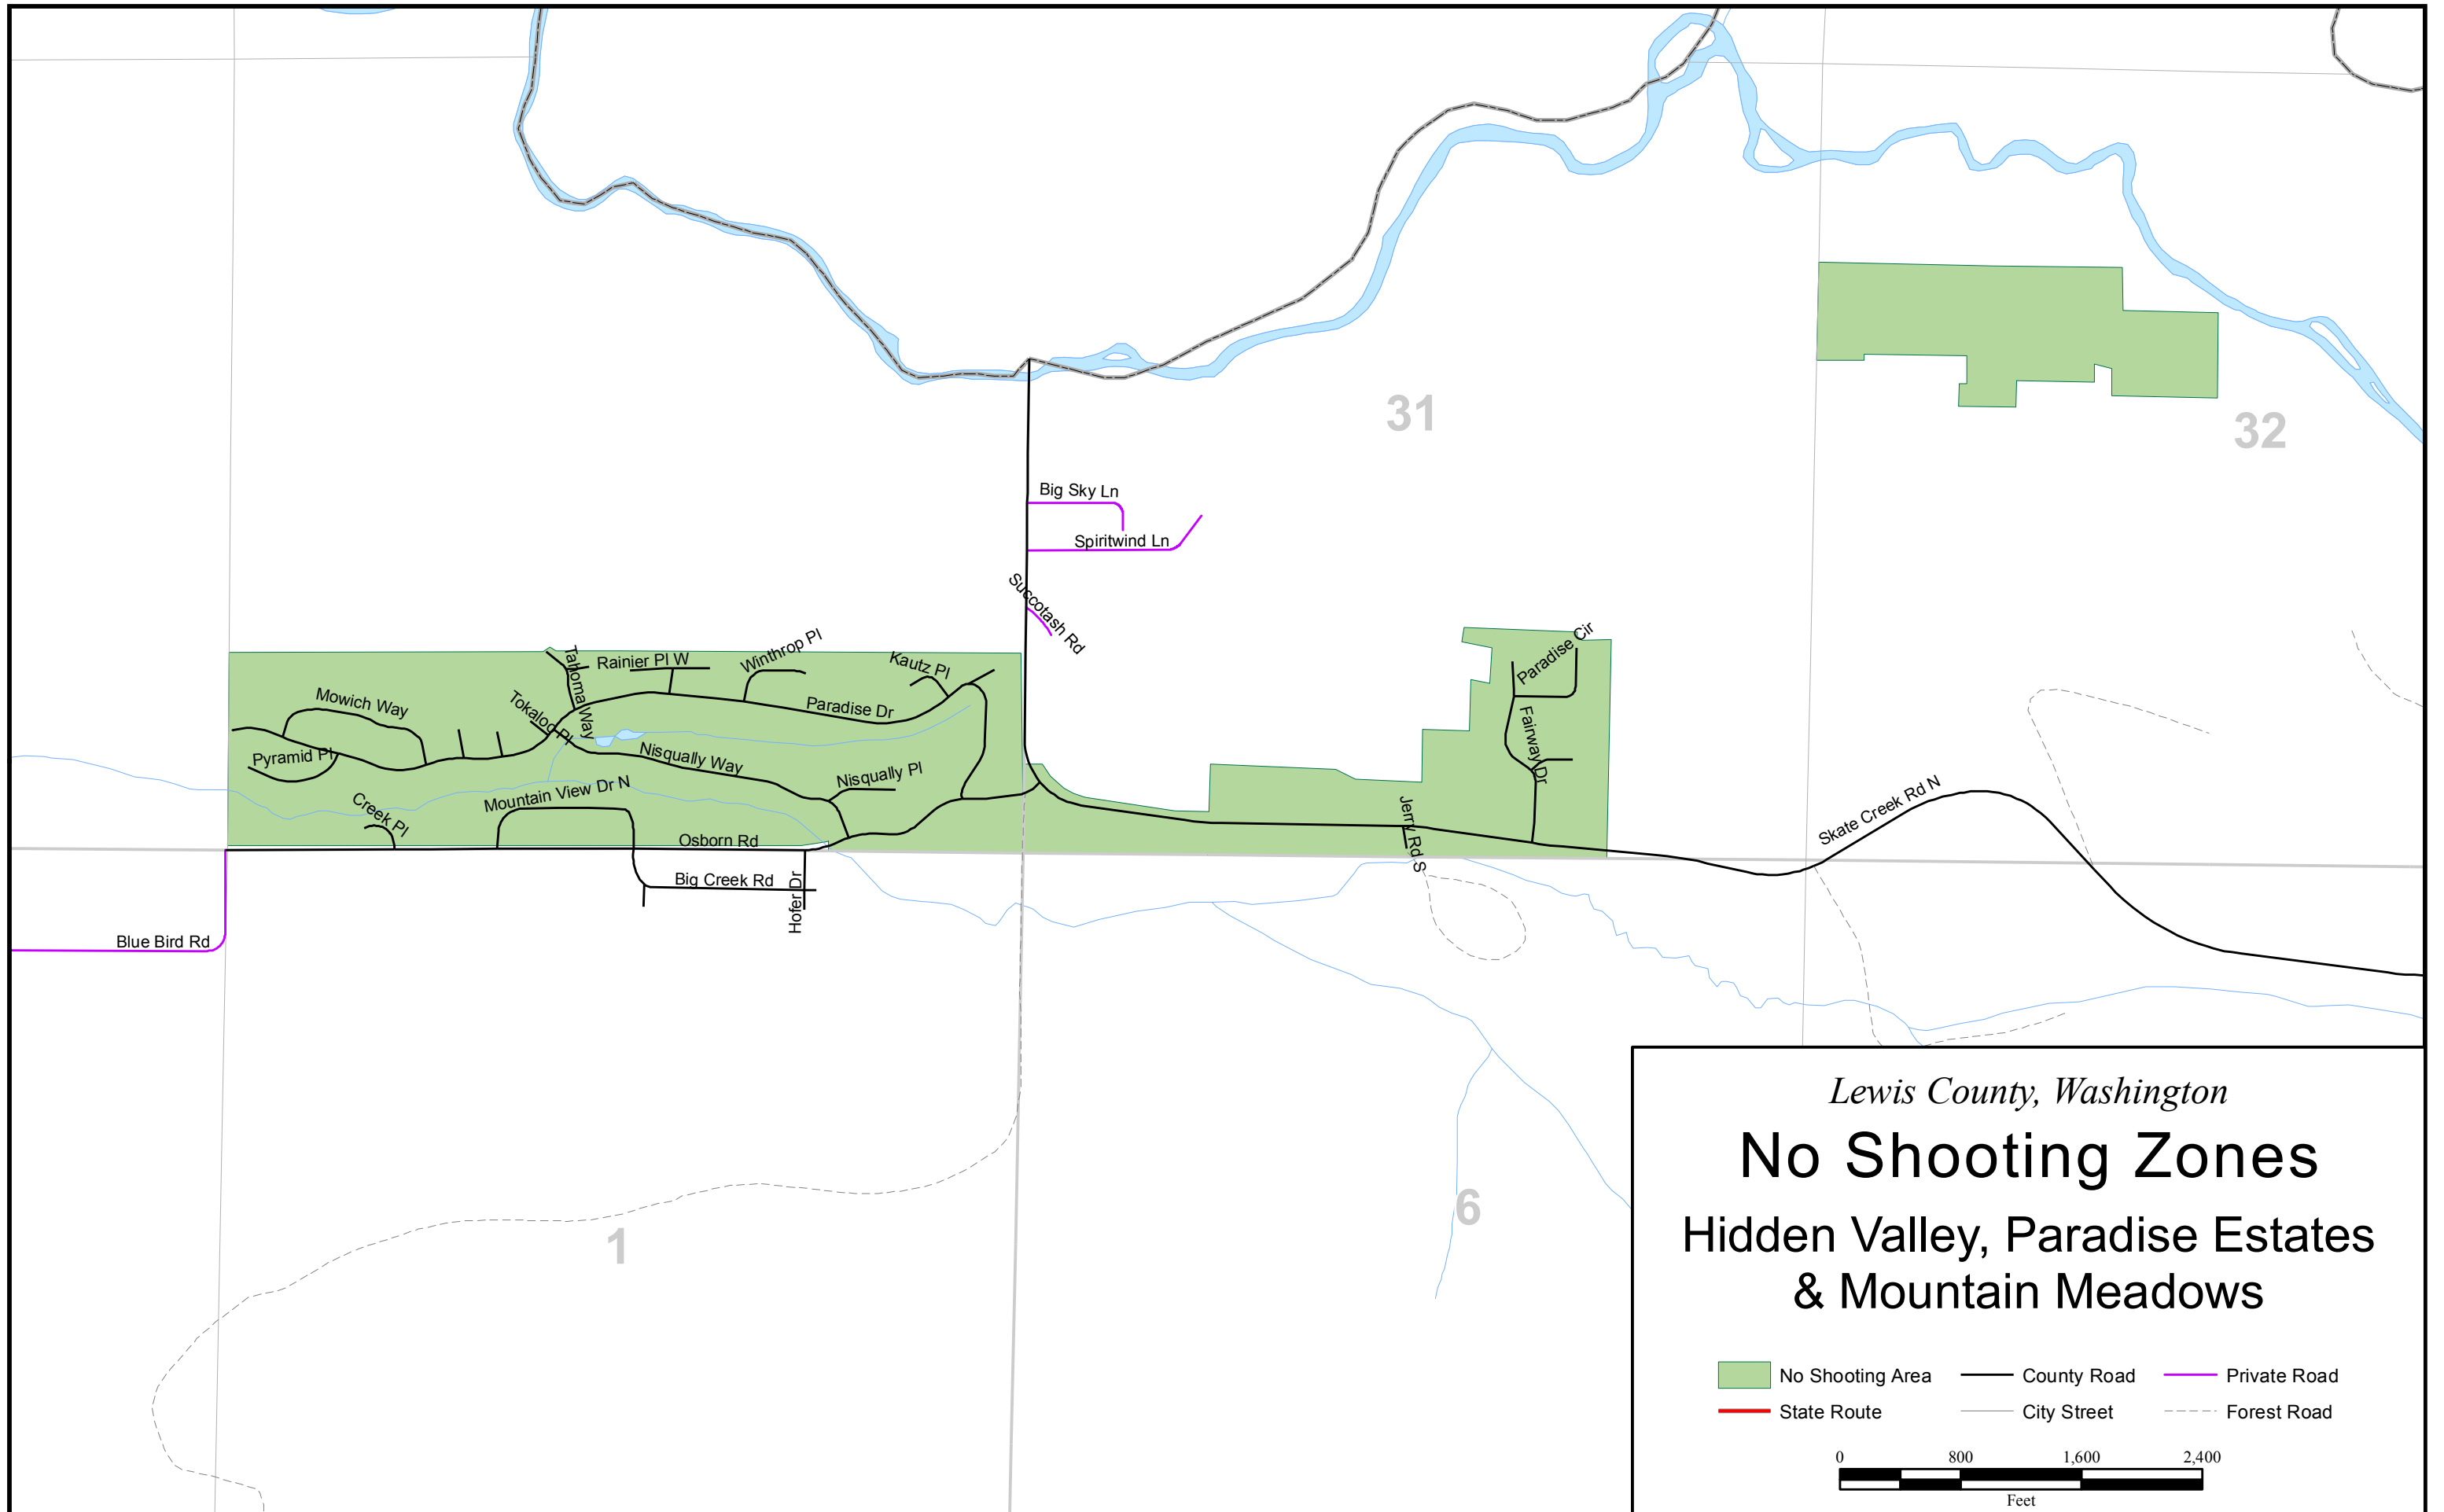 31
32
Big Sky Ln
Spiritwind Ln
Succotash Rd
Paradise Cir
Winthrop Pl
Rainier Pl W
Kautz Pl
Tahoma Way
Mowich Way
Tokaloo Pl
Paradise Dr
Fairway Dr
Pyramid Pl
Nisqually Way
Nisqually Pl
Mountain View Dr N
Creek Pl
Jerry Rd S
Skate Creek Rd N
Osborn Rd
Big Creek Rd
Hofer Dr
Blue Bird Rd
1
6
Lewis County, Washington
No Shooting Zones
Hidden Valley, Paradise Estates
& Mountain Meadows
No Shooting Area County Road Private Road
State Route City Street Forest Road
0 800 1,600 2,400
Feet